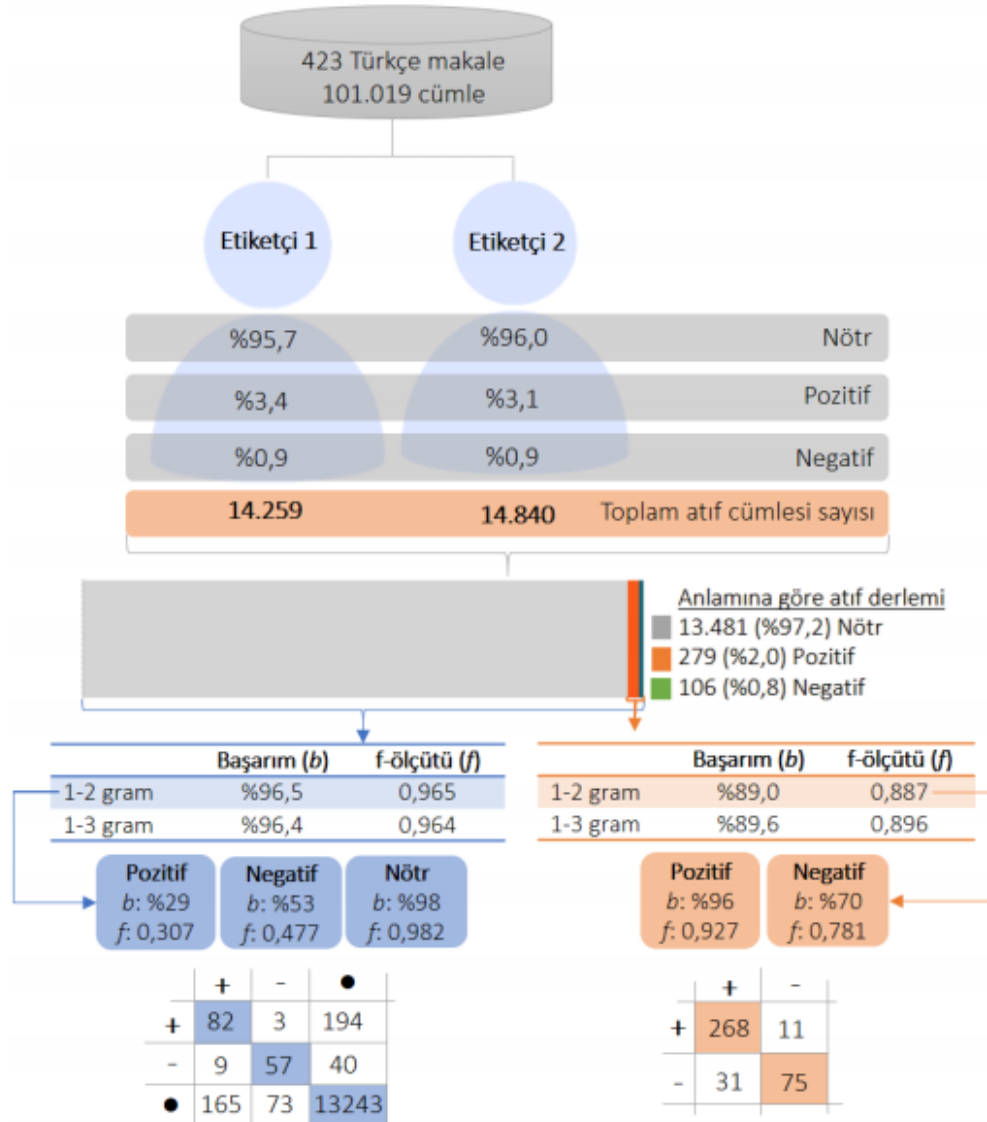 423 Türkçe makale
101.019 cümle
Etiketçi 1 Etiketçi 2
%95,7 %96,0 Nötr
%3,4 %3,1 Pozitif
%0,9 %0,9 Negatif
14.259 14.840 Toplam atıf cümlesi sayısı
Anlamına göre atıf derlemi
13.481 (%97,2) Nötr
279 (%2,0) Pozitif
106 (%0,8) Negatif
Başarım (b) f-ölçütü (f)
1-2 gram %96,5 0,965
1-3 gram %96,4 0,964
Pozitif Negatif Nötr
b: %29 b: %53 b: %98
f: 0,307 f: 0,477 f: 0,982
+ - ●
+ 82 3 194
- 9 57 40
● 165 73 13243
Başarım (b) f-ölçütü (f)
1-2 gram %89,0 0,887
1-3 gram %89,6 0,896
Pozitif Negatif
b: %96 b: %70
f: 0,927 f: 0,781
+ -
+ 268 11
- 31 75